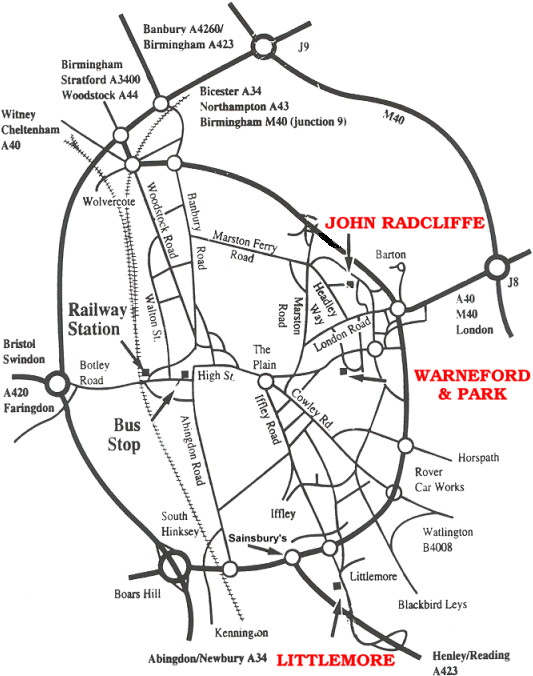 Banbury A4260/
Birmingham A423
J9
Birmingham
Stratford A3400
Woodstock A44
Bicester A34
Northampton A43
Birmingham M40 (junction 9)
M40
Witney
Cheltenham
A40
Wolvercote
Woodstock Road
Banbury Road
Marston Ferry
Road
JOHN RADCLIFFE
Barton
J8
A40
M40
London
Headley
Way
Marston
Road
London Road
Walton St.
Railway
Station
Bristol
Swindon
A420
Faringdon
Botley
Road
High St.
The
Plain
WARNEFORD
& PARK
Bus
Stop
Abingdon Road
Iffley Road
Cowley Rd
Horspath
Rover
Car Works
Iffley
South
Hinksey
Sainsbury's
Watlington
B4008
Littlemore
Boars Hill
Blackbird Leys
Kennington
Abingdon/Newbury A34
LITTLEMORE
Henley/Reading
A423